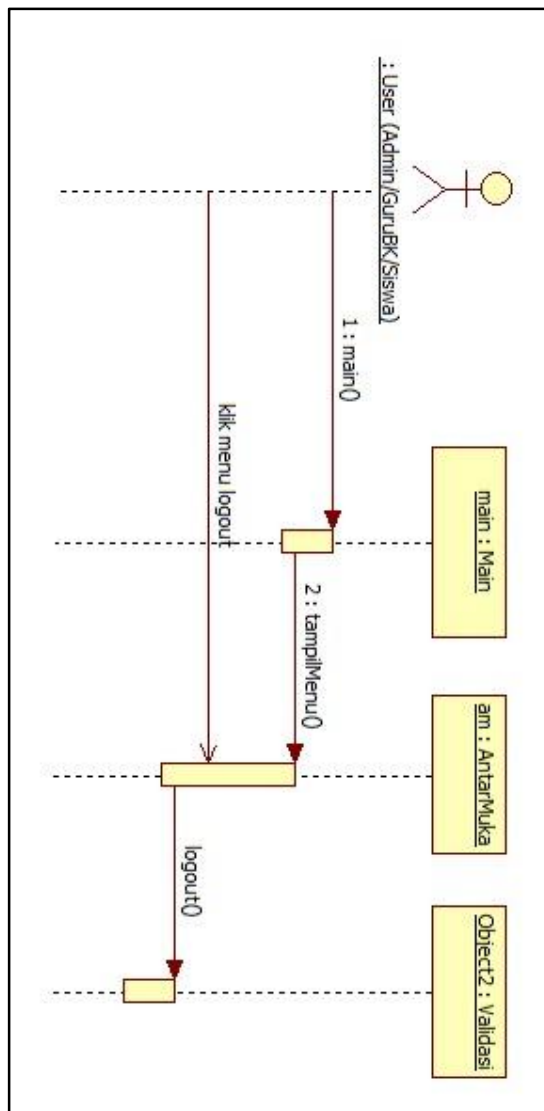 : User (Admin/GuruBK/Siswa)
main : Main
am : AntarMuka
Object2 : Validasi
1 : main()
2 : tampilMenu()
klik menu logout
logout()